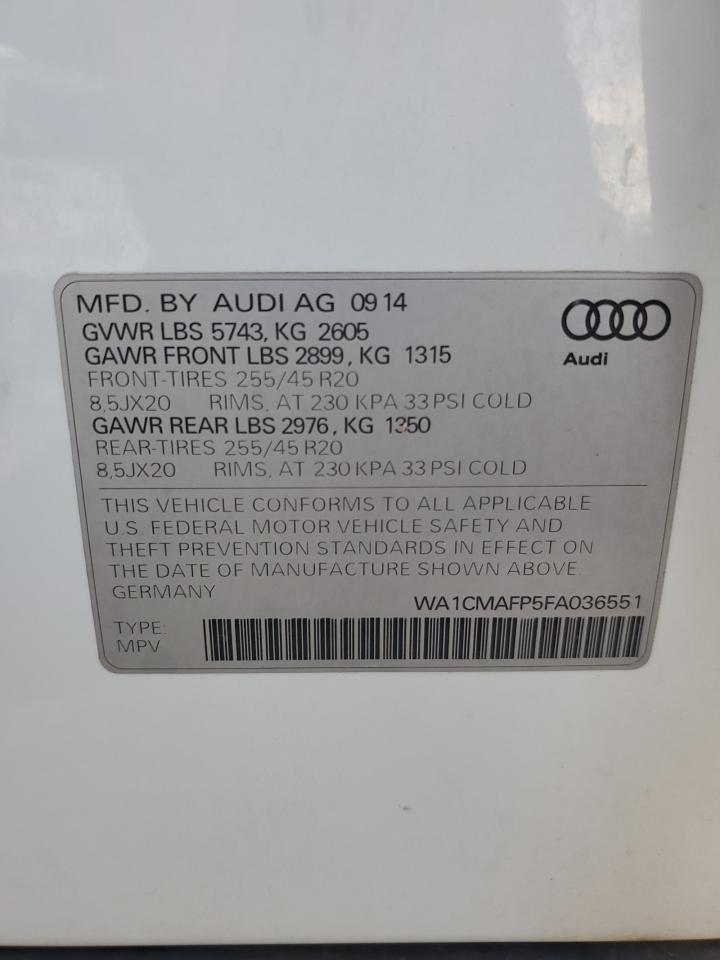 MFD. BY AUDI AG 09 14
GVWR LBS 5743, KG 2605
GAWR FRONT LBS 2899, KG 1315
FRONT-TIRES 255/45 R20
8,5JX20 RIMS, AT 230 KPA 33 PSI COLD
GAWR REAR LBS 2976, KG 1350
REAR-TIRES 255/45 R20
8,5JX20 RIMS, AT 230 KPA 33 PSI COLD
Audi
THIS VEHICLE CONFORMS TO ALL APPLICABLE
U.S. FEDERAL MOTOR VEHICLE SAFETY AND
THEFT PREVENTION STANDARDS IN EFFECT ON
THE DATE OF MANUFACTURE SHOWN ABOVE.
GERMANY
WA1CMAFP5FA036551
TYPE:
MPV